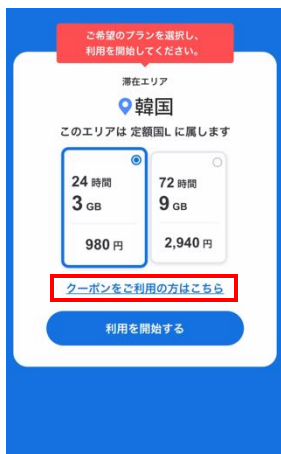 ご希望のプランを選択し、
利用を開始してください。
滞在エリア
韓国
このエリアは 定額国L に属します
24 時間
3 GB
980 円
72 時間
9 GB
2,940 円
クーポンをご利用の方はこちら
利用を開始する